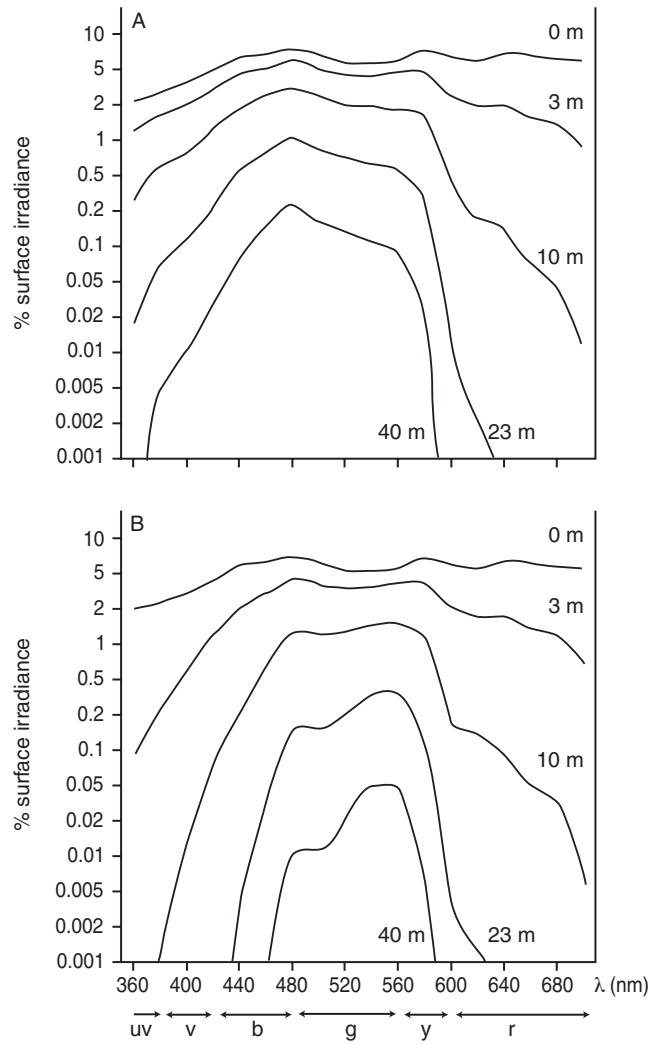 A
10
5
2
1
0.5
0.2
0.1
0.05
0.02
0.01
0.005
0.002
0.001
% surface irradiance
0 m
3 m
10 m
40 m 23 m
B
10
5
2
1
0.5
0.2
0.1
0.05
0.02
0.01
0.005
0.002
0.001
% surface irradiance
0 m
3 m
10 m
40 m 23 m
360 400 440 480 520 560 600 640 680 λ (nm)
uv v b g y r